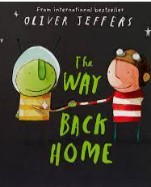 From international bestseller
OLIVER JEFFERS
The
WAY
BACK
HOME